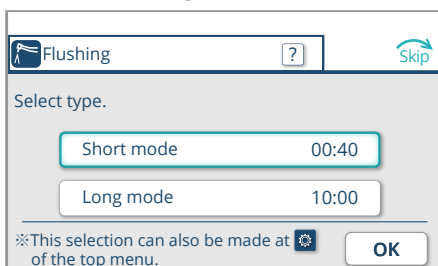 Flushing ? Skip
Select type.
Short mode 00:40
Long mode 10:00
※This selection can also be made at
of the top menu.
OK